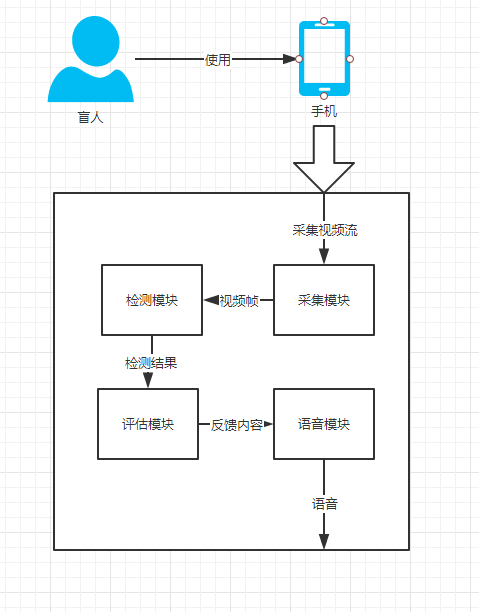 使用
盲人
手机
采集视频流
检测模块
视频帧
采集模块
检测结果
评估模块
反馈内容
语音模块
语音